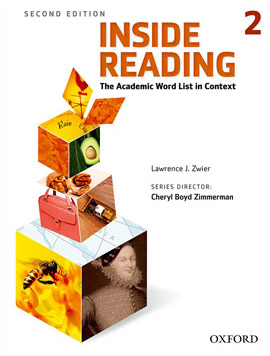 SECOND EDITION
2
INSIDE
READING
The Academic Word List in Context
Lawrence J. Zwier
SERIES DIRECTOR:
Cheryl Boyd Zimmerman
OXFORD